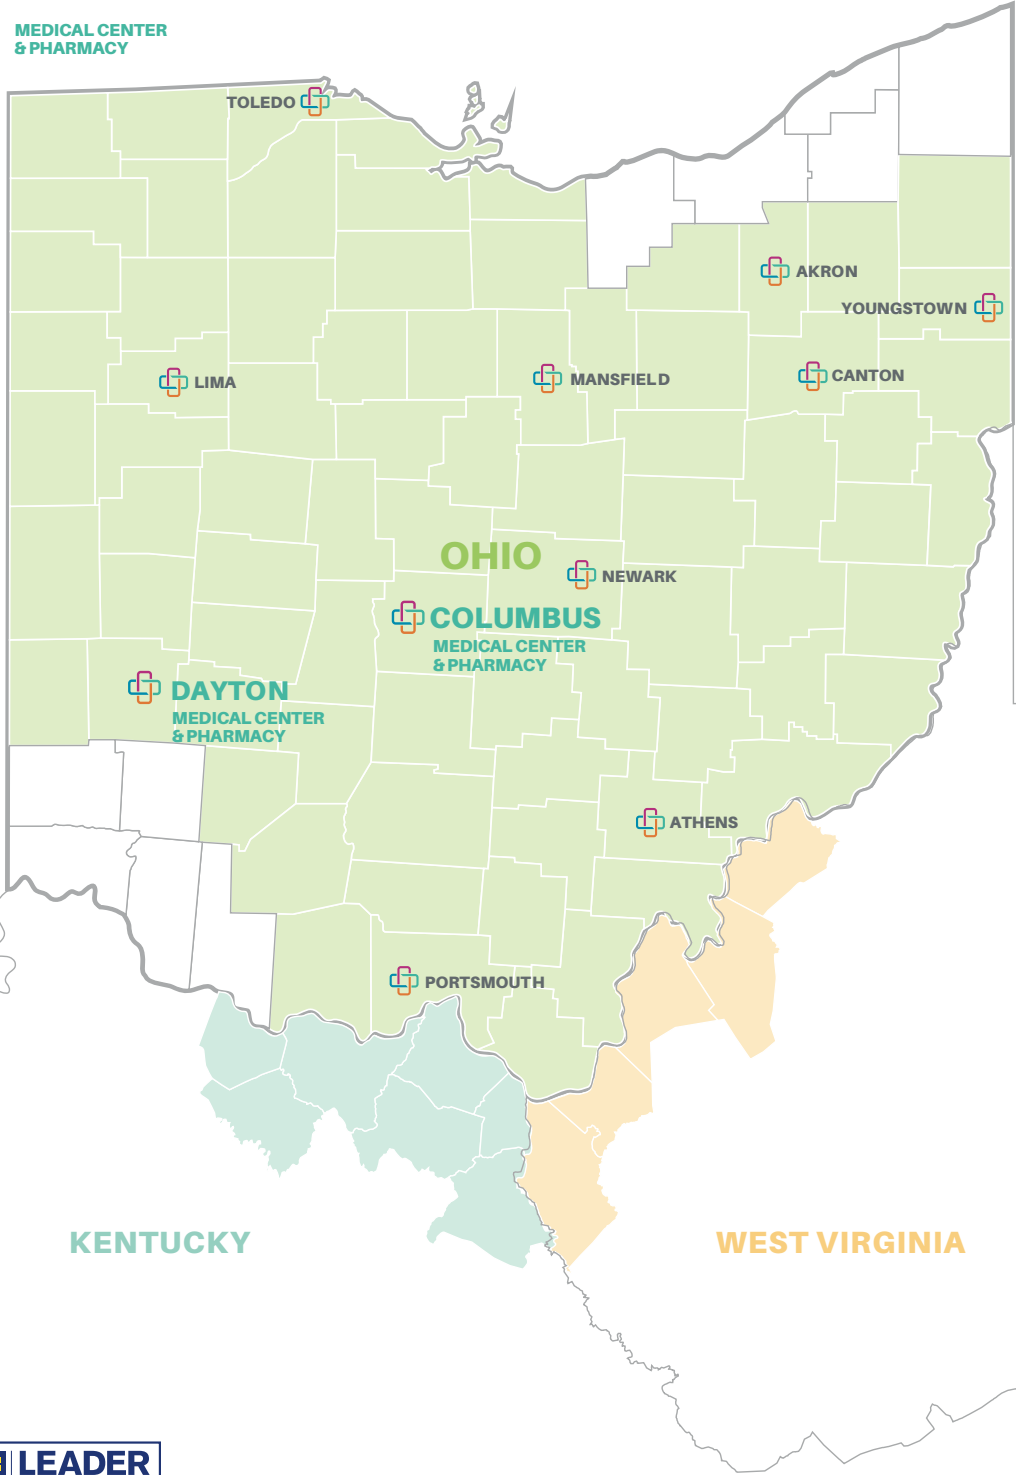 MEDICAL CENTER
& PHARMACY
TOLEDO
AKRON
YOUNGSTOWN
LIMA
MANSFIELD
CANTON
OHIO
NEWARK
COLUMBUS
MEDICAL CENTER
& PHARMACY
DAYTON
MEDICAL CENTER
& PHARMACY
ATHENS
PORTSMOUTH
KENTUCKY
WEST VIRGINIA
LEADER